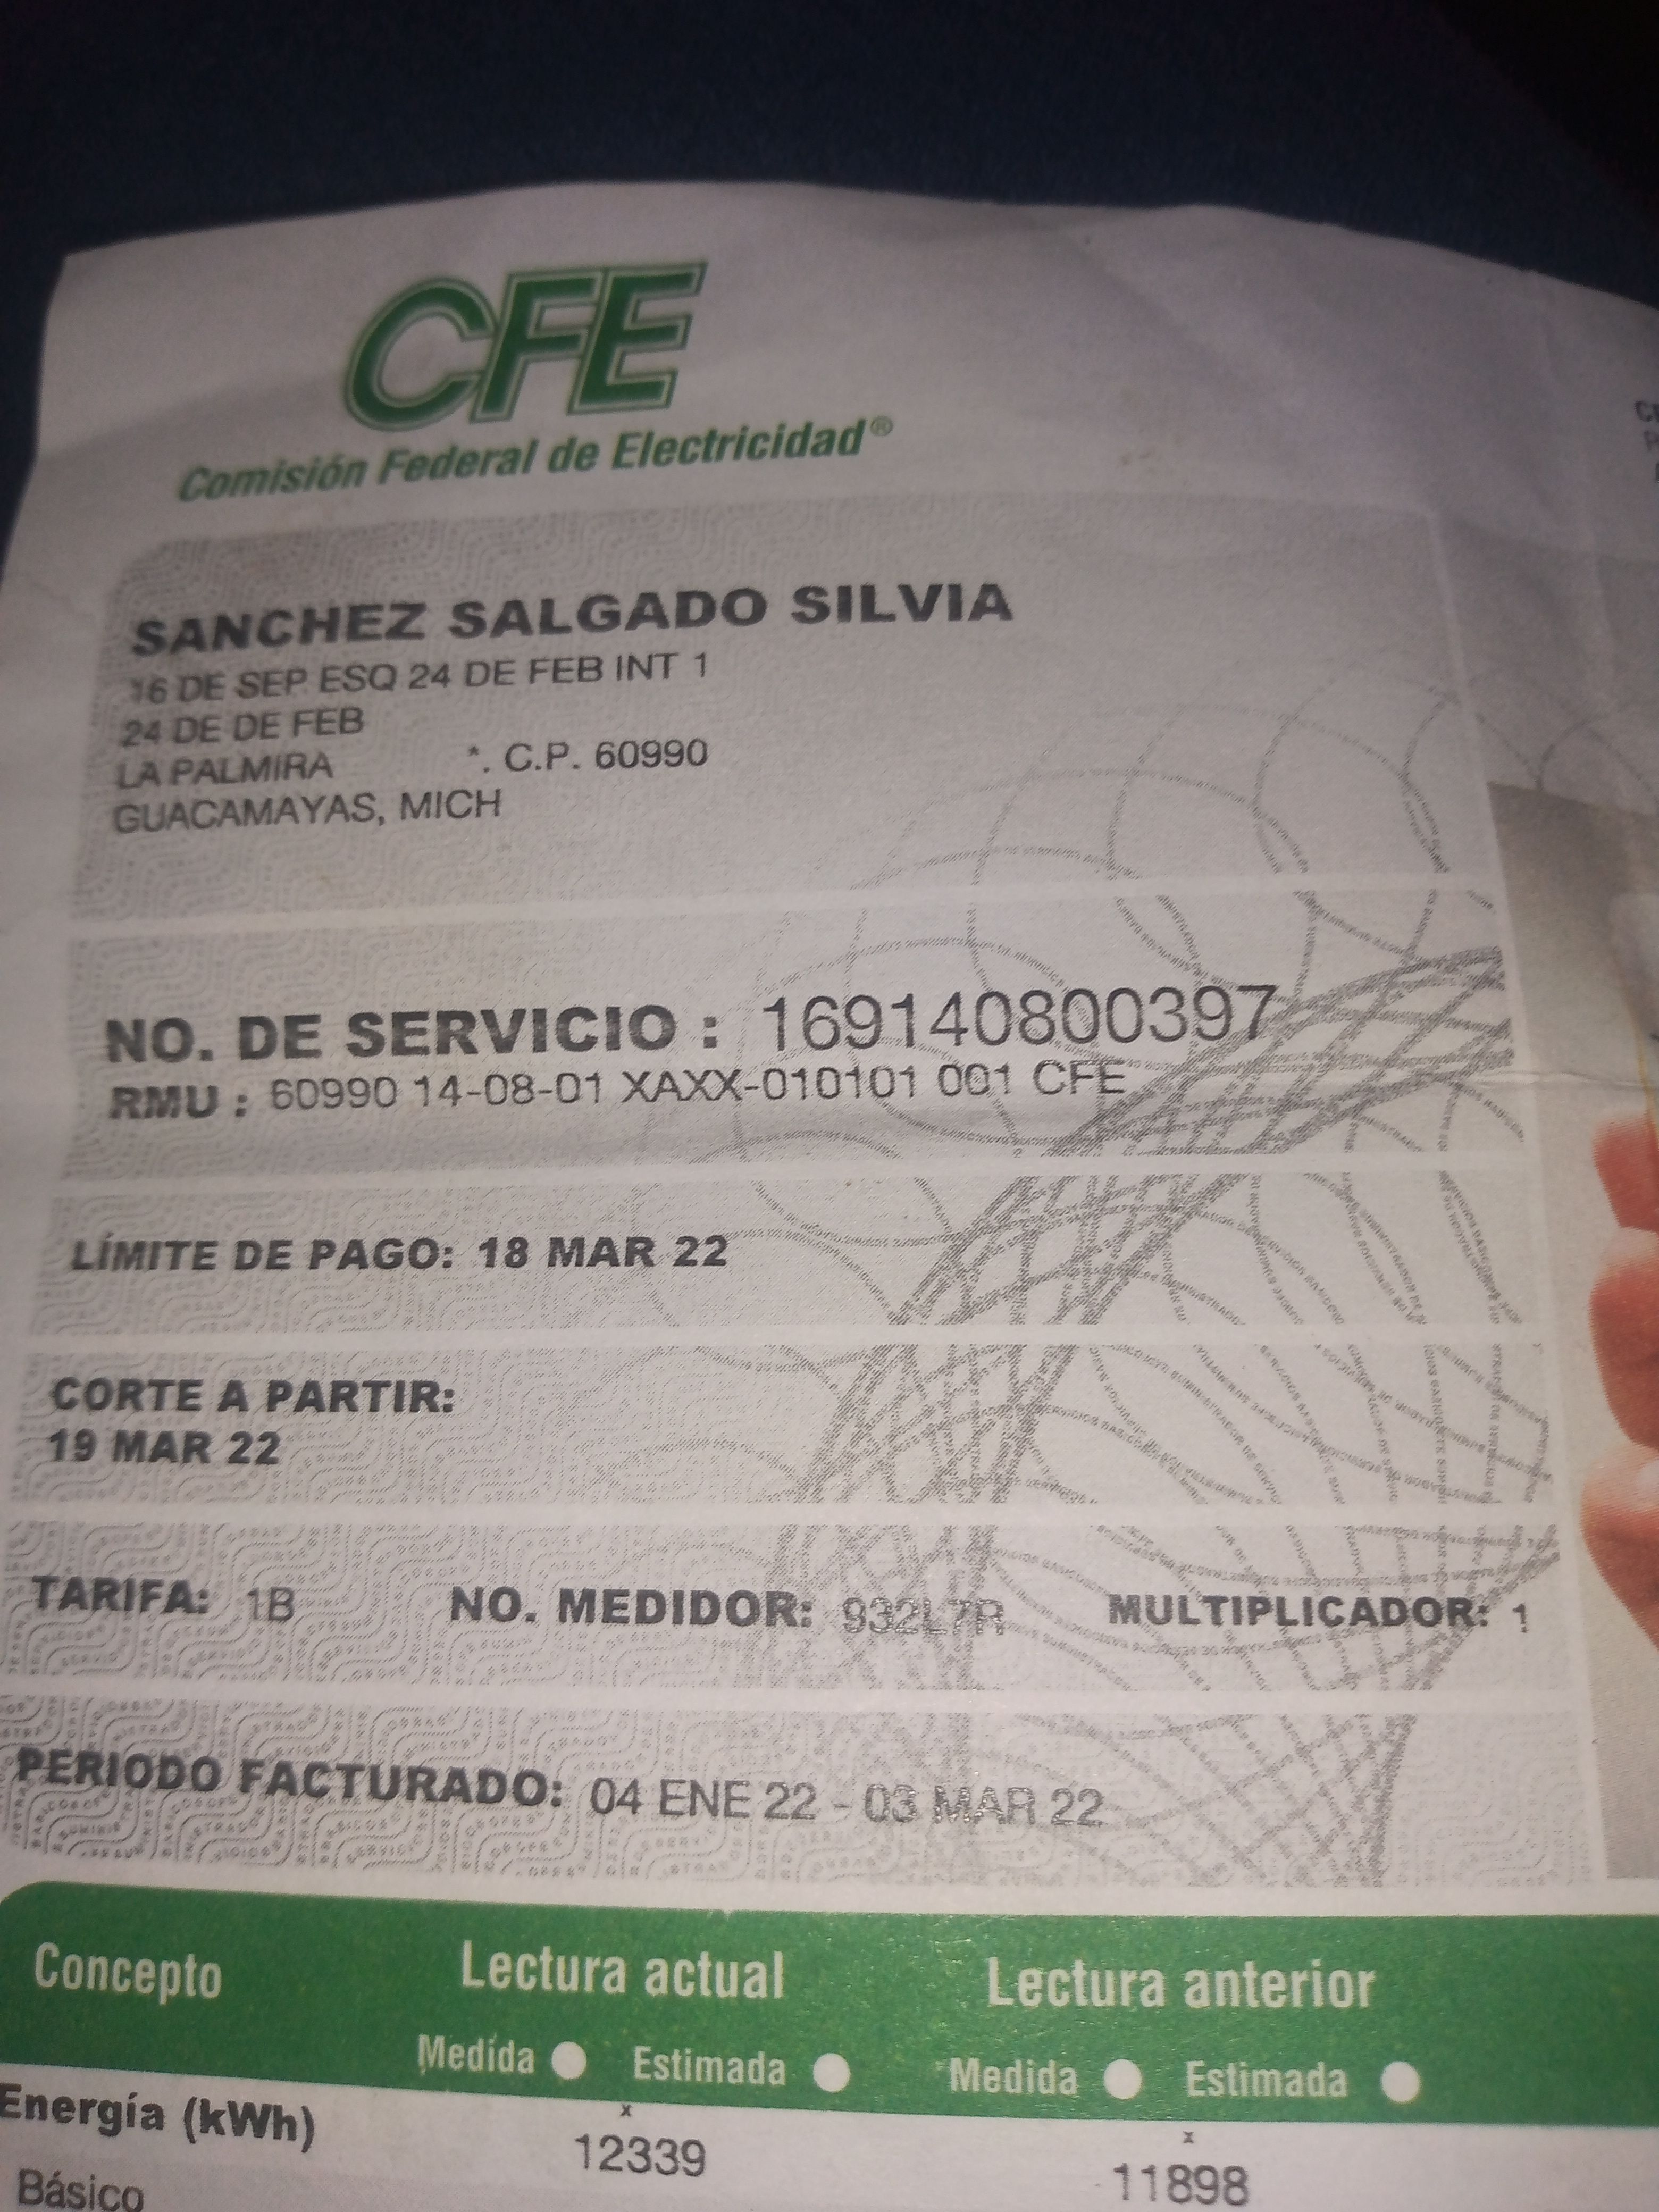 CFE
Comisión Federal de Electricidad®
SANCHEZ SALGADO SILVIA
16 DE SEP ESQ 24 DE FEB INT 1
24 DE DE FEB
LA PALMIRA *. C.P. 60990
GUACAMAYAS, MICH
NO. DE SERVICIO : 169140800397
RMU : 60990 14-08-01 XAXX-010101 001 CFE
LÍMITE DE PAGO: 18 MAR 22
CORTE A PARTIR:
19 MAR 22
TARIFA: 1B NO. MEDIDOR: 932L7R MULTIPLICADOR: 1
PERIODO FACTURADO: 04 ENE 22 - 03 MAR 22
Concepto Lectura actual Lectura anterior
Medida Estimada Medida Estimada
x x
Energía (kWh) 12339 11898
Básico